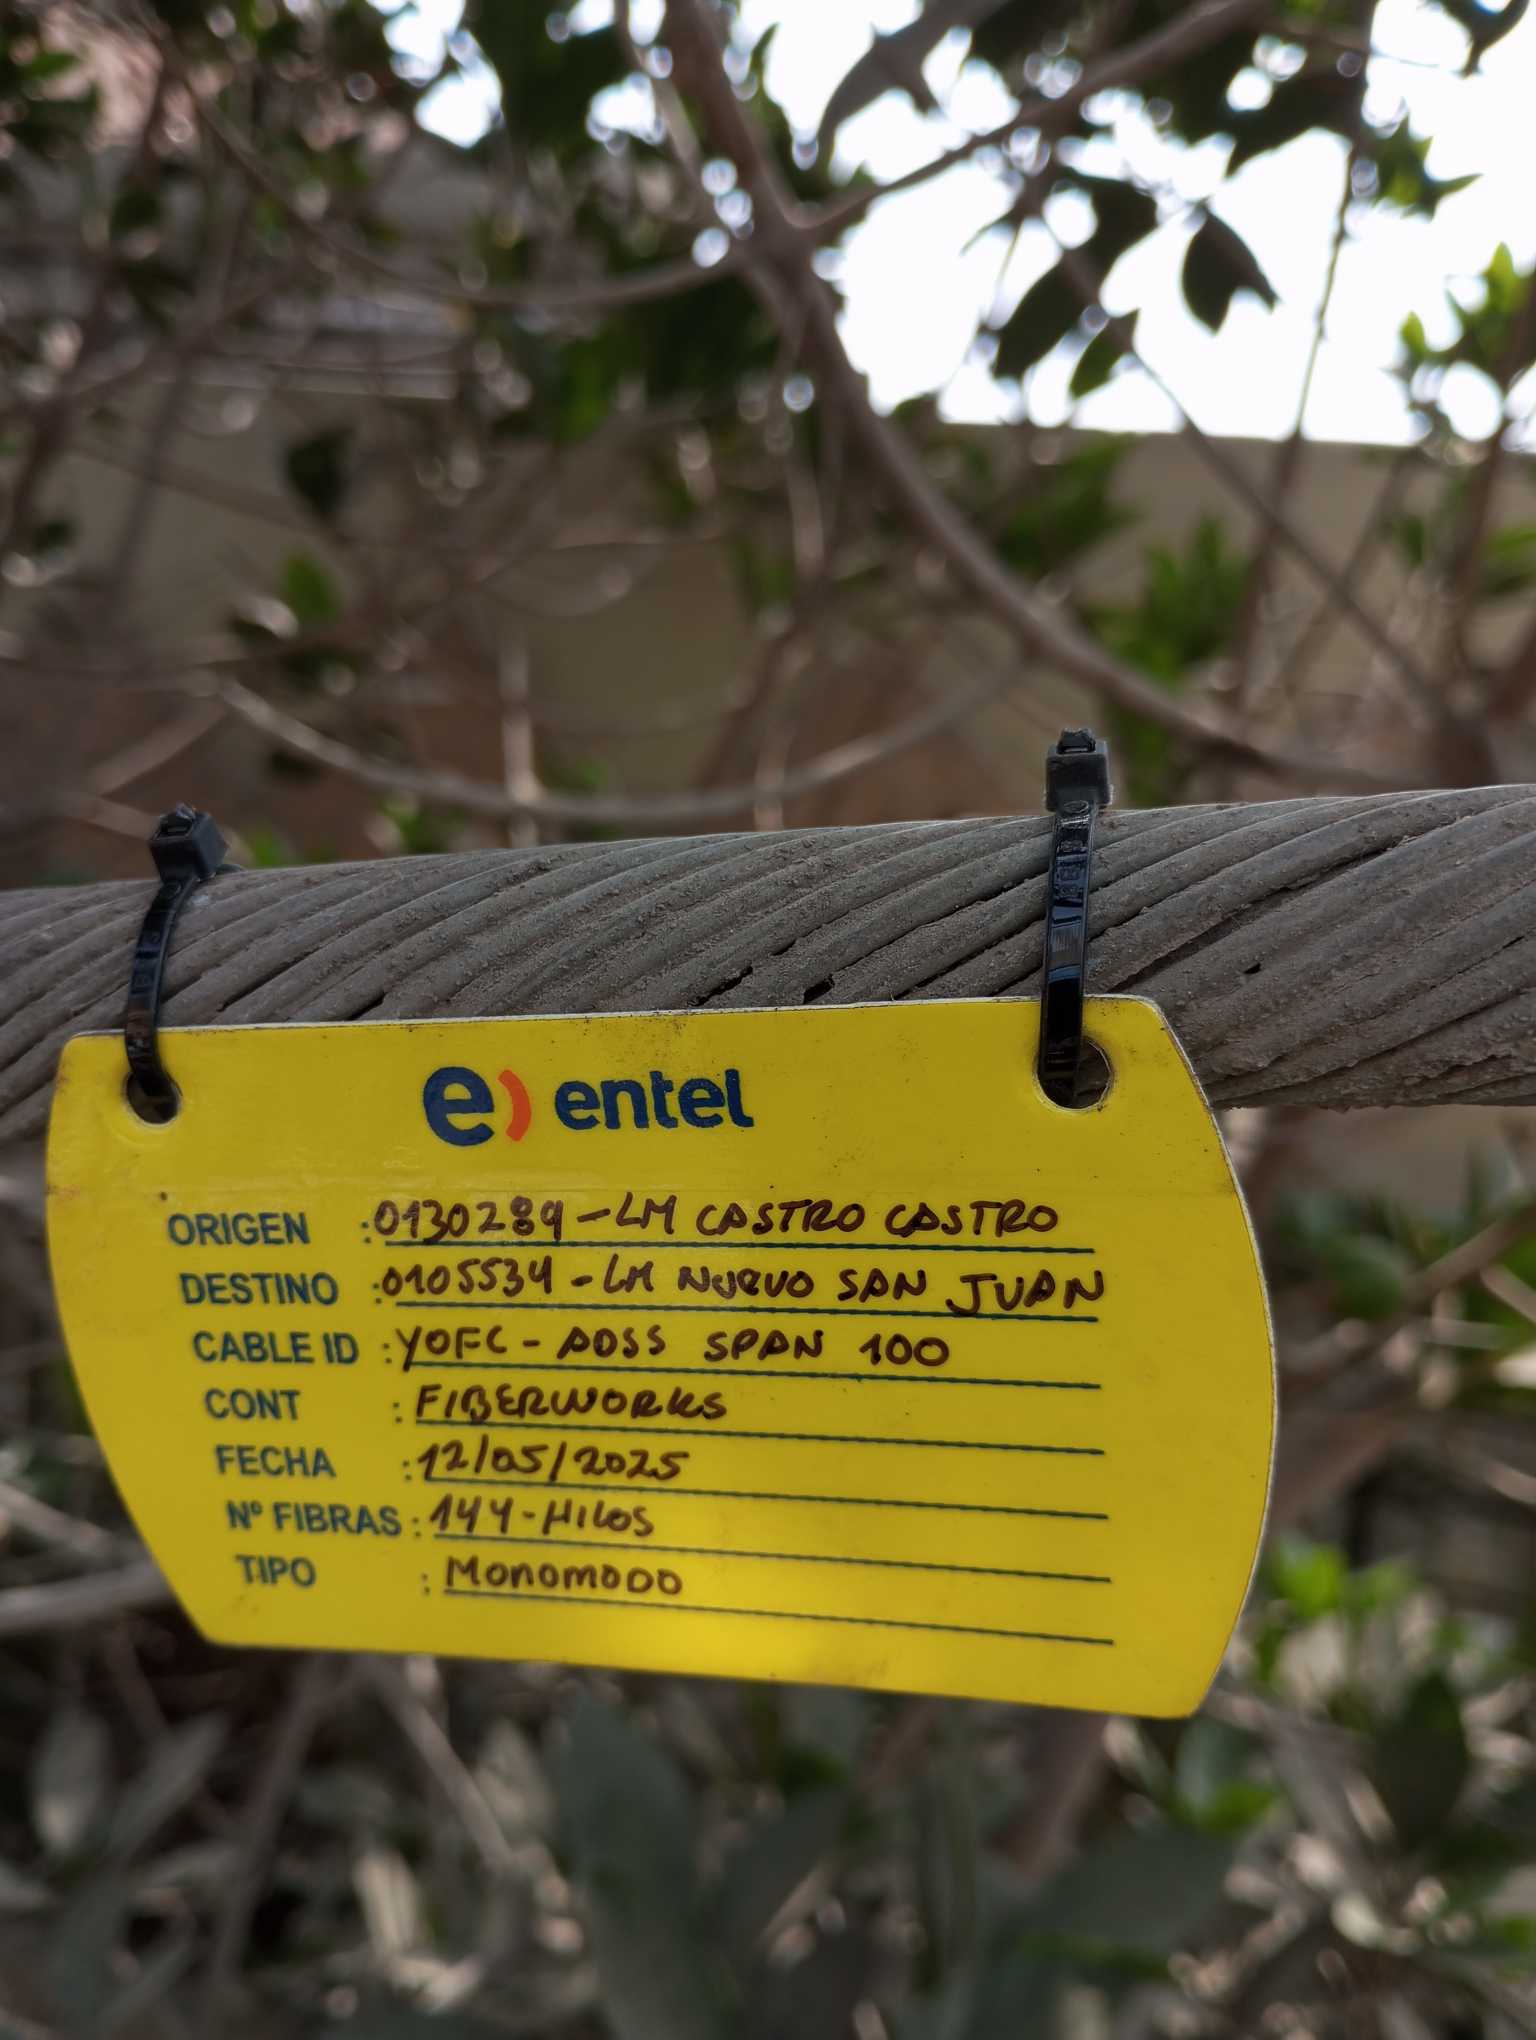 e) entel
ORIGEN : 0130289-LM CASTRO CASTRO
DESTINO : 0105534-LM NUEVO SAN JUAN
CABLE ID : YOFC-ADSS SPAN 100
CONT : FIBERWORKS
FECHA : 12/05/2025
Nº FIBRAS : 144-HILOS
TIPO : MONOMODO